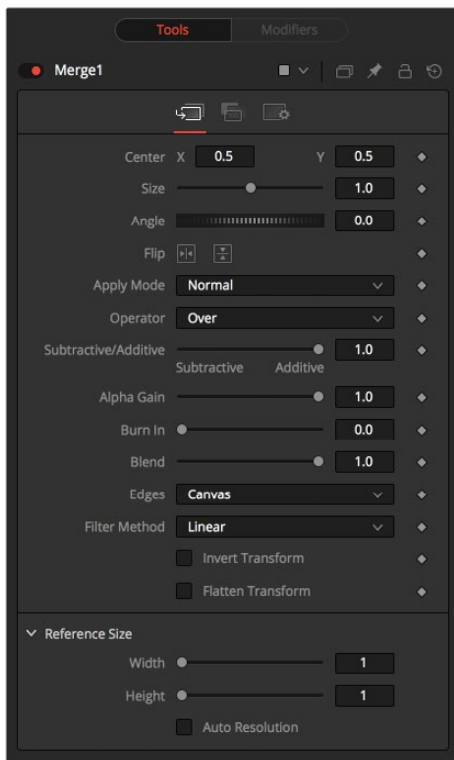 Tools Modifiers
Merge1
Center X 0.5 Y 0.5
Size 1.0
Angle 0.0
Flip
Apply Mode Normal
Operator Over
Subtractive/Additive 1.0
Subtractive Additive
Alpha Gain 1.0
Burn In 0.0
Blend 1.0
Edges Canvas
Filter Method Linear
Invert Transform
Flatten Transform
Reference Size
Width 1
Height 1
Auto Resolution